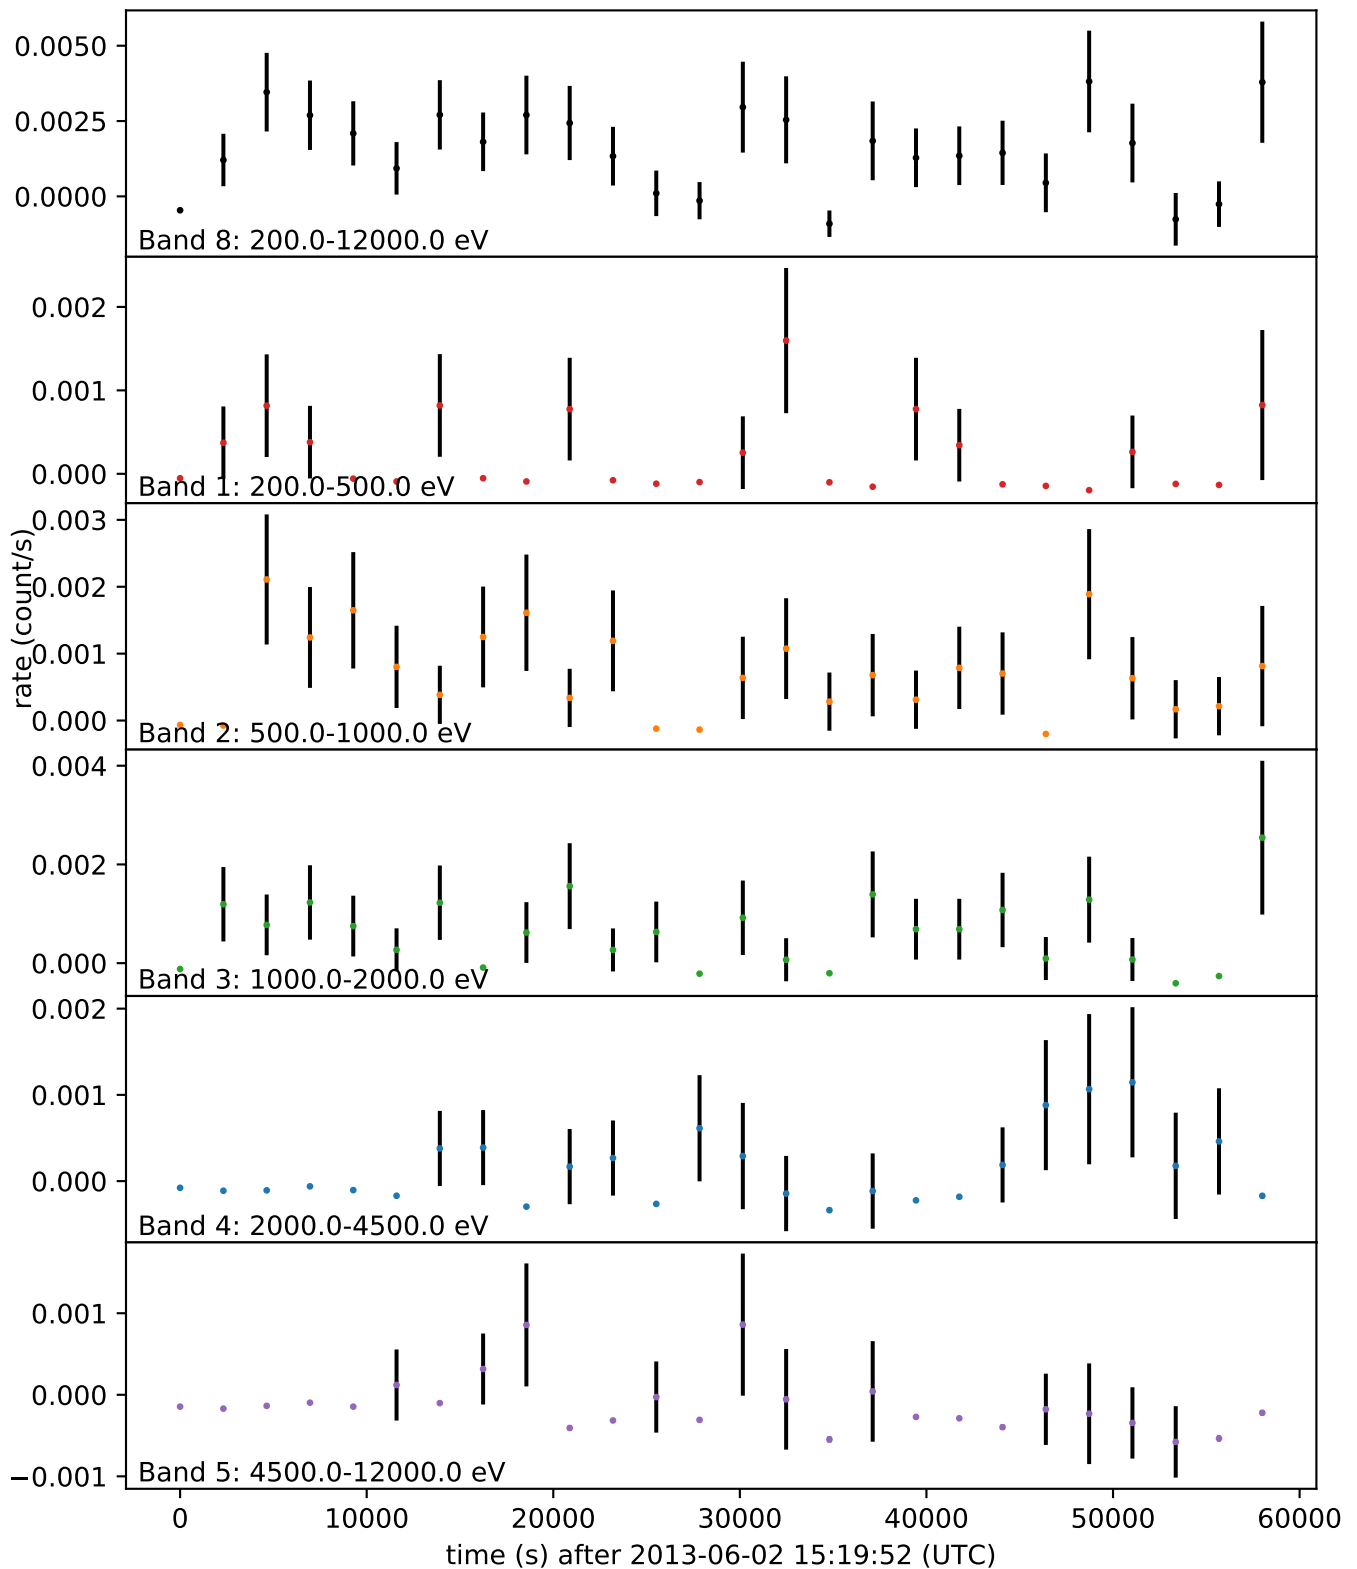 0.0050
0.0025
0.0000
Band 8: 200.0-12000.0 eV
0.002
0.001
0.000
Band 1: 200.0-500.0 eV
rate (count/s)
0.003
0.002
0.001
0.000
Band 2: 500.0-1000.0 eV
0.004
0.002
0.000
Band 3: 1000.0-2000.0 eV
0.002
0.001
0.000
Band 4: 2000.0-4500.0 eV
0.001
0.000
−0.001
Band 5: 4500.0-12000.0 eV
0 10000 20000 30000 40000 50000 60000
time (s) after 2013-06-02 15:19:52 (UTC)